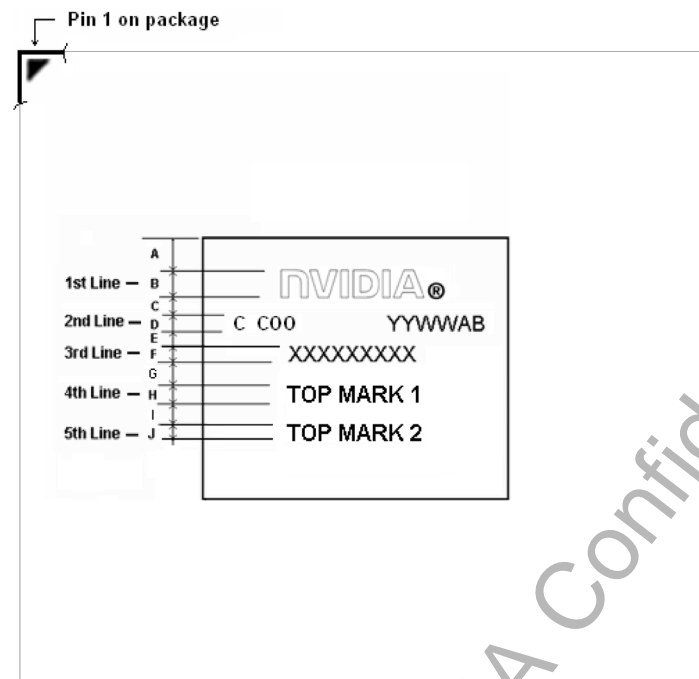 Pin 1 on package
A
1st Line – B
NVIDIA®
C
2nd Line – D
C COO YYWWAB
E
3rd Line – F
XXXXXXXXX
G
4th Line – H
TOP MARK 1
I
5th Line – J
TOP MARK 2
A Confid